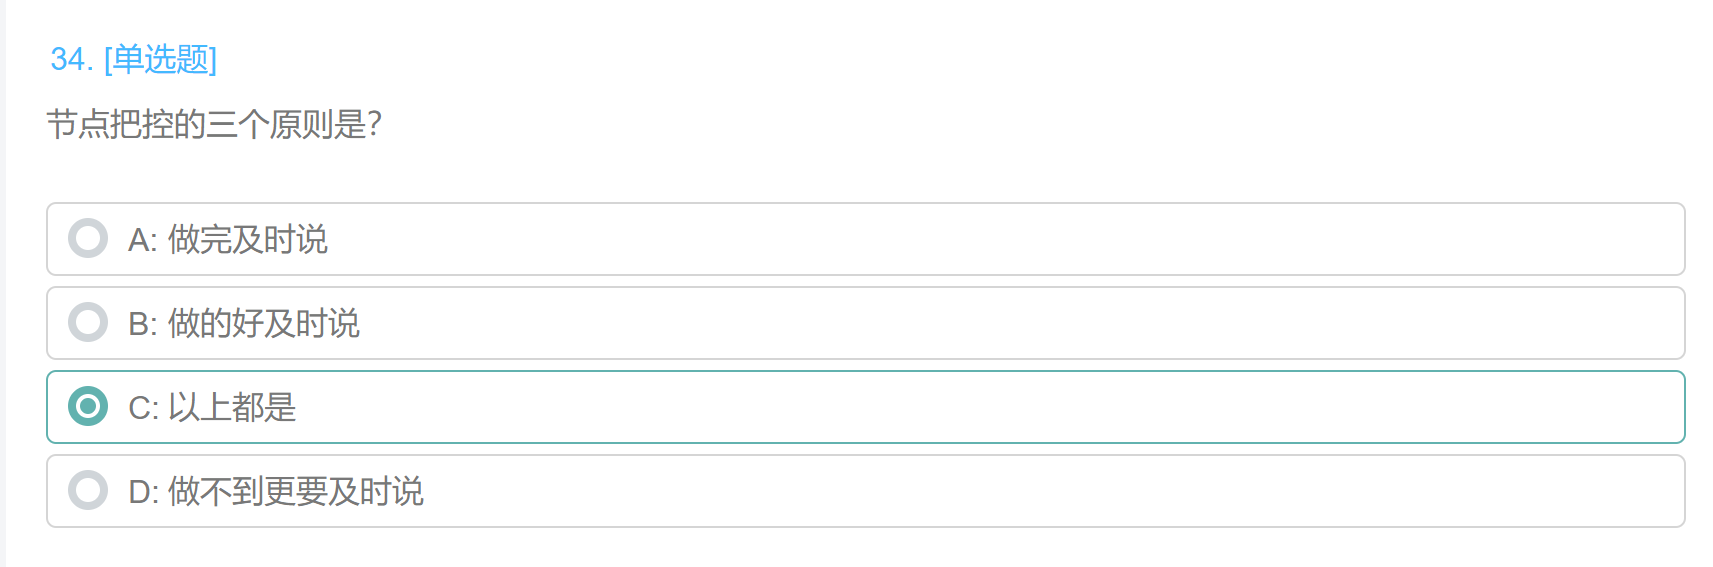 34. [单选题]
节点把控的三个原则是?
A: 做完及时说
B: 做的好及时说
C: 以上都是
D: 做不到更要及时说